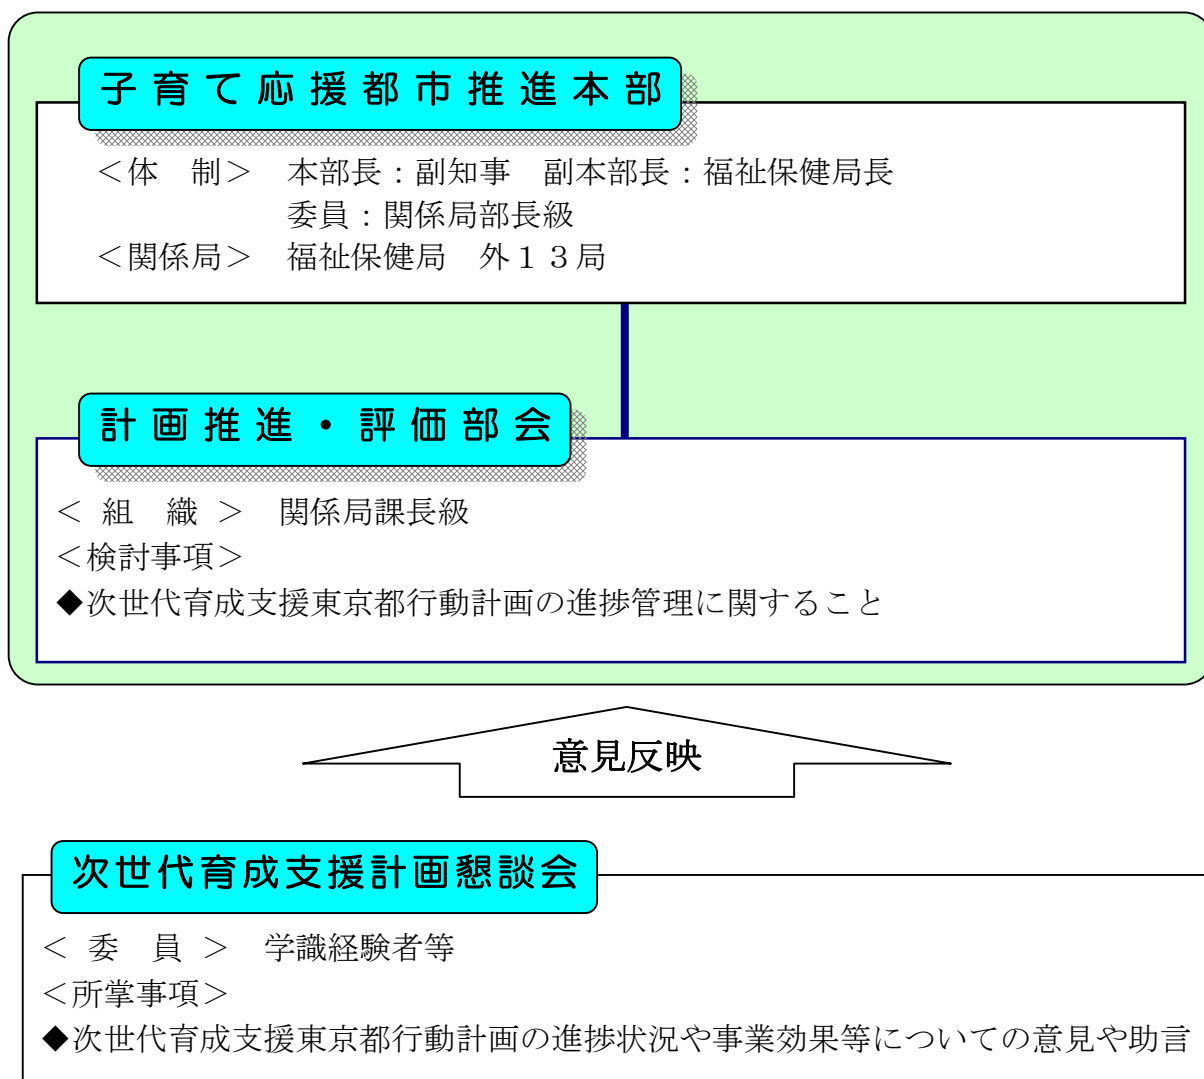 子育て応援都市推進本部
＜体　制＞　本部長：副知事　副本部長：福祉保健局長
委員：関係局部長級
＜関係局＞　福祉保健局　外１３局
計画推進・評価部会
＜ 組　織 ＞　関係局課長級
＜検討事項＞
◆次世代育成支援東京都行動計画の進捗管理に関すること
意見反映
次世代育成支援計画懇談会
＜ 委　員 ＞　学識経験者等
＜所掌事項＞
◆次世代育成支援東京都行動計画の進捗状況や事業効果等についての意見や助言